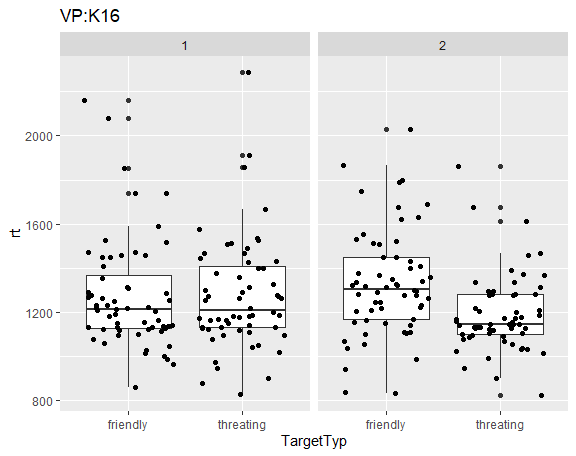 VP:K16
1 2
rt
2000
1600
1200
800
friendly threating friendly threating
TargetTyp